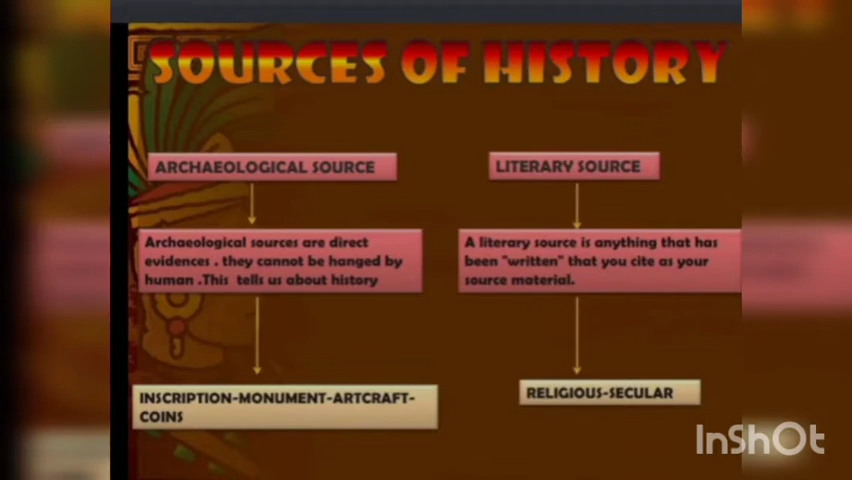 SOURCES OF HISTORY
ARCHAEOLOGICAL SOURCE
Archaeological sources are direct
evidences . they cannot be hanged by
human .This tells us about history
INSCRIPTION-MONUMENT-ARTCRAFT-
COINS
LITERARY SOURCE
A literary source is anything that has
been "written" that you cite as your
source material.
RELIGIOUS-SECULAR
InShOt